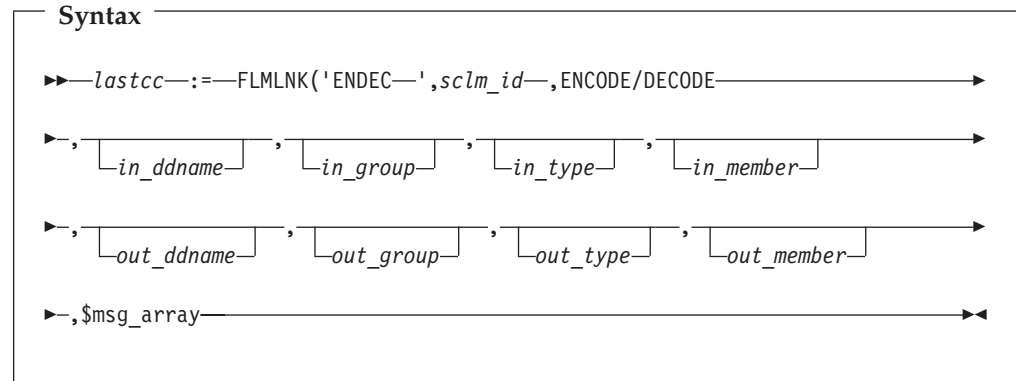 Syntax
lastcc := FLMLNK('ENDEC ',sclm_id ,ENCODE/DECODE
, , , ,
in_ddname in_group in_type in_member
, , , ,
out_ddname out_group out_type out_member
,$msg_array